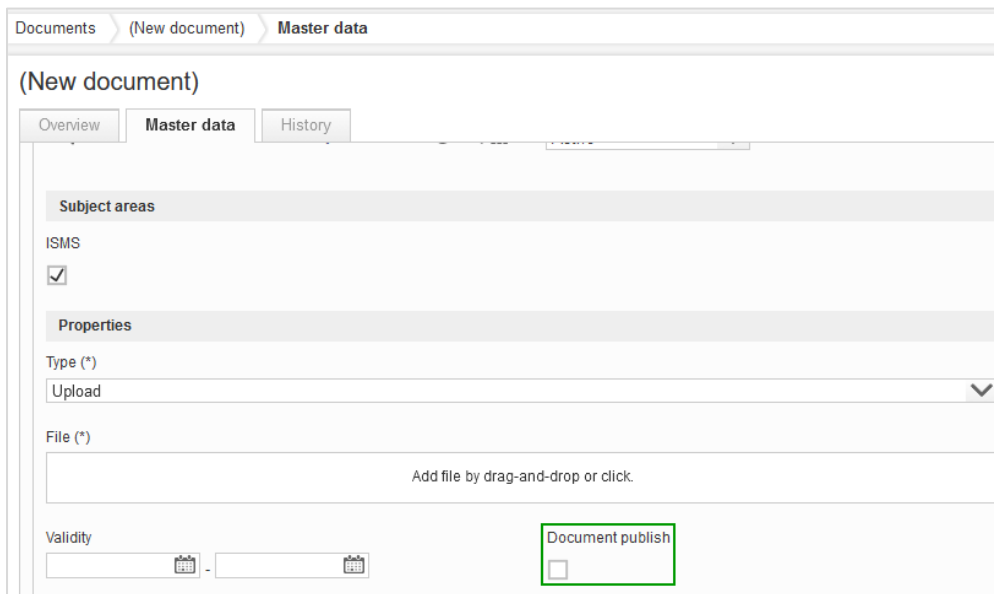 Documents (New document) Master data
(New document)
Overview Master data History
Subject areas
ISMS
Properties
Type (*)
Upload
File (*)
Add file by drag-and-drop or click.
Validity Document publish
-